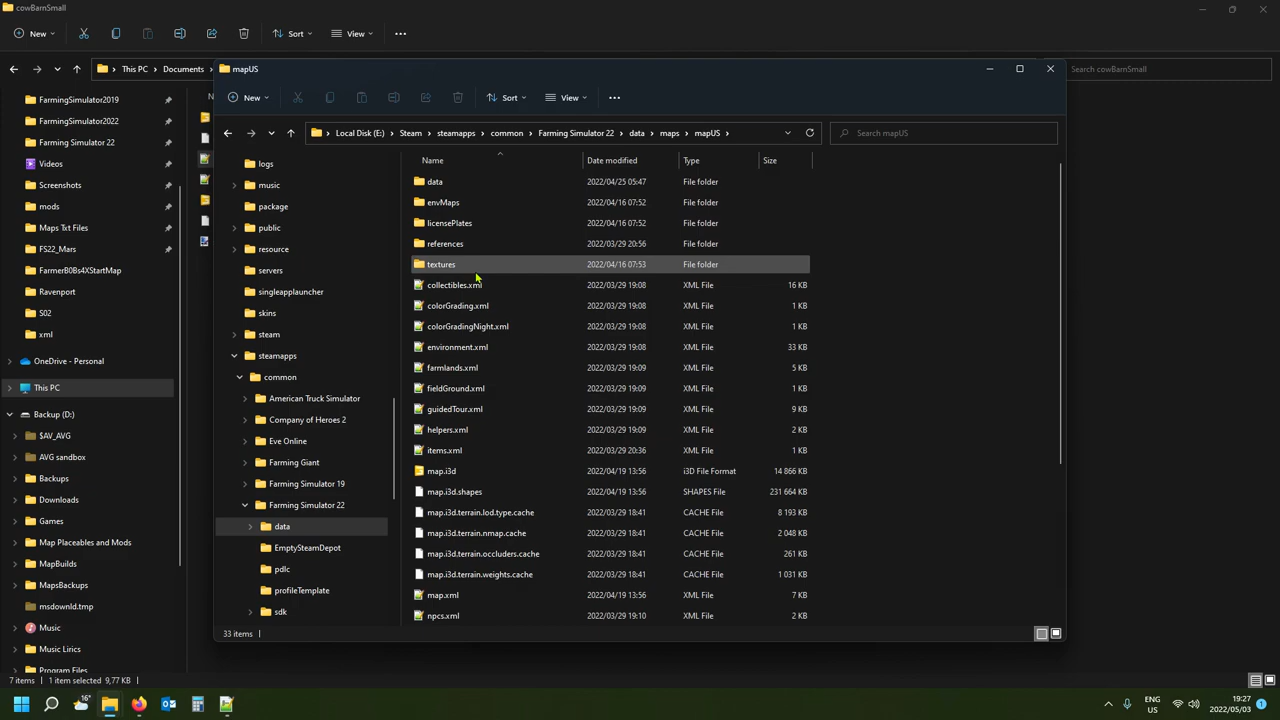 cowBarnSmall
New
Sort
View
This PC
Documents
Search cowBarnSmall
mapUS
New
Sort
View
Local Disk (E:)
Steam
steamapps
common
Farming Simulator 22
data
maps
mapUS
Search mapUS
FarmingSimulator2019
FarmingSimulator2022
Farming Simulator 22
Videos
Screenshots
mods
Maps Txt Files
FS22_Mars
FarmerB0Bs4XStartMap
Ravenport
S02
xml
OneDrive - Personal
This PC
Backup (D:)
$AV_AVG
AVG sandbox
Backups
Downloads
Games
Map Placeables and Mods
MapBuilds
MapsBackups
msdownld.tmp
Music
Music Lirics
Program Files
logs
music
package
public
resource
servers
singleapplauncher
skins
steam
steamapps
common
American Truck Simulator
Company of Heroes 2
Eve Online
Farming Giant
Farming Simulator 19
Farming Simulator 22
data
EmptySteamDepot
pdlc
profileTemplate
sdk
Name Date modified Type Size
data 2022/04/25 05:47 File folder
envMaps 2022/04/16 07:52 File folder
licensePlates 2022/04/16 07:52 File folder
references 2022/03/29 20:56 File folder
textures 2022/04/16 07:53 File folder
collectibles.xml 2022/03/29 19:08 XML File 16 KB
colorGrading.xml 2022/03/29 19:08 XML File 1 KB
colorGradingNight.xml 2022/03/29 19:08 XML File 1 KB
environment.xml 2022/03/29 19:08 XML File 33 KB
farmlands.xml 2022/03/29 19:09 XML File 5 KB
fieldGround.xml 2022/03/29 19:09 XML File 1 KB
guidedTour.xml 2022/03/29 19:09 XML File 9 KB
helpers.xml 2022/03/29 19:09 XML File 2 KB
items.xml 2022/03/29 20:36 XML File 1 KB
map.i3d 2022/04/19 13:56 i3D File Format 14 866 KB
map.i3d.shapes 2022/04/19 13:56 SHAPES File 231 664 KB
map.i3d.terrain.lod.type.cache 2022/03/29 18:41 CACHE File 8 193 KB
map.i3d.terrain.nmap.cache 2022/03/29 18:41 CACHE File 2 048 KB
map.i3d.terrain.occluders.cache 2022/03/29 18:41 CACHE File 261 KB
map.i3d.terrain.weights.cache 2022/03/29 18:41 CACHE File 1 031 KB
map.xml 2022/04/19 13:56 XML File 7 KB
npcs.xml 2022/03/29 19:10 XML File 2 KB
33 items
7 items 1 item selected 9,77 KB
16°
ENG
US
19:27
2022/05/03
1